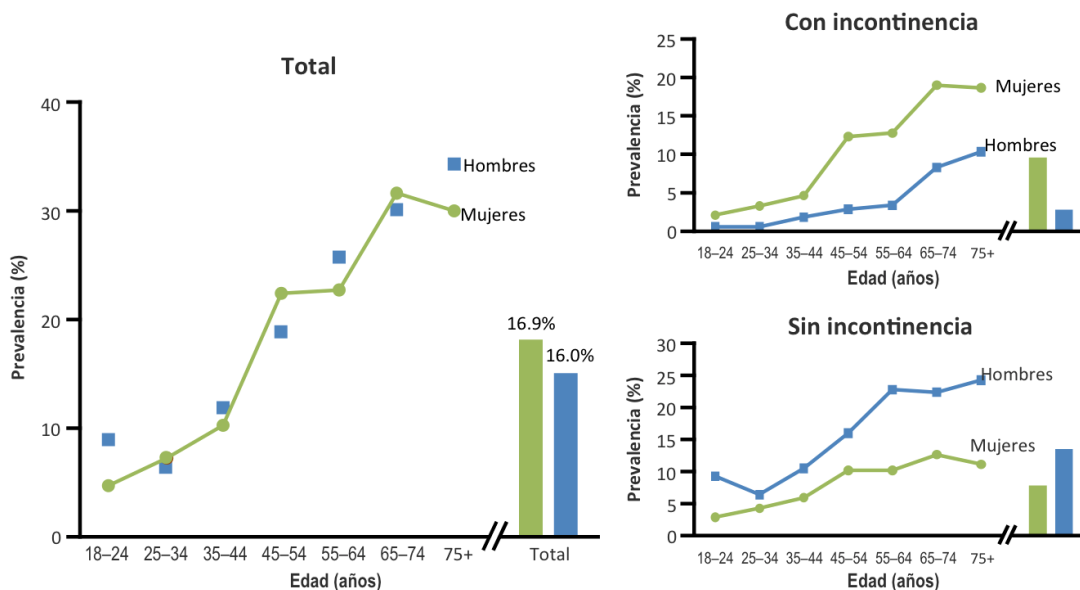 Total
Prevalencia (%)
40
30
20
10
0
Hombres
Mujeres
16.9%
16.0%
18–24 25–34 35–44 45–54 55–64 65–74 75+ Total
Edad (años)
Con incontinencia
Prevalencia (%)
25
20
15
10
5
0
Mujeres
Hombres
18–24 25–34 35–44 45–54 55–64 65–74 75+
Edad (años)
Sin incontinencia
Prevalencia (%)
30
25
20
15
10
5
0
Hombres
Mujeres
18–24 25–34 35–44 45–54 55–64 65–74 75+
Edad (años)